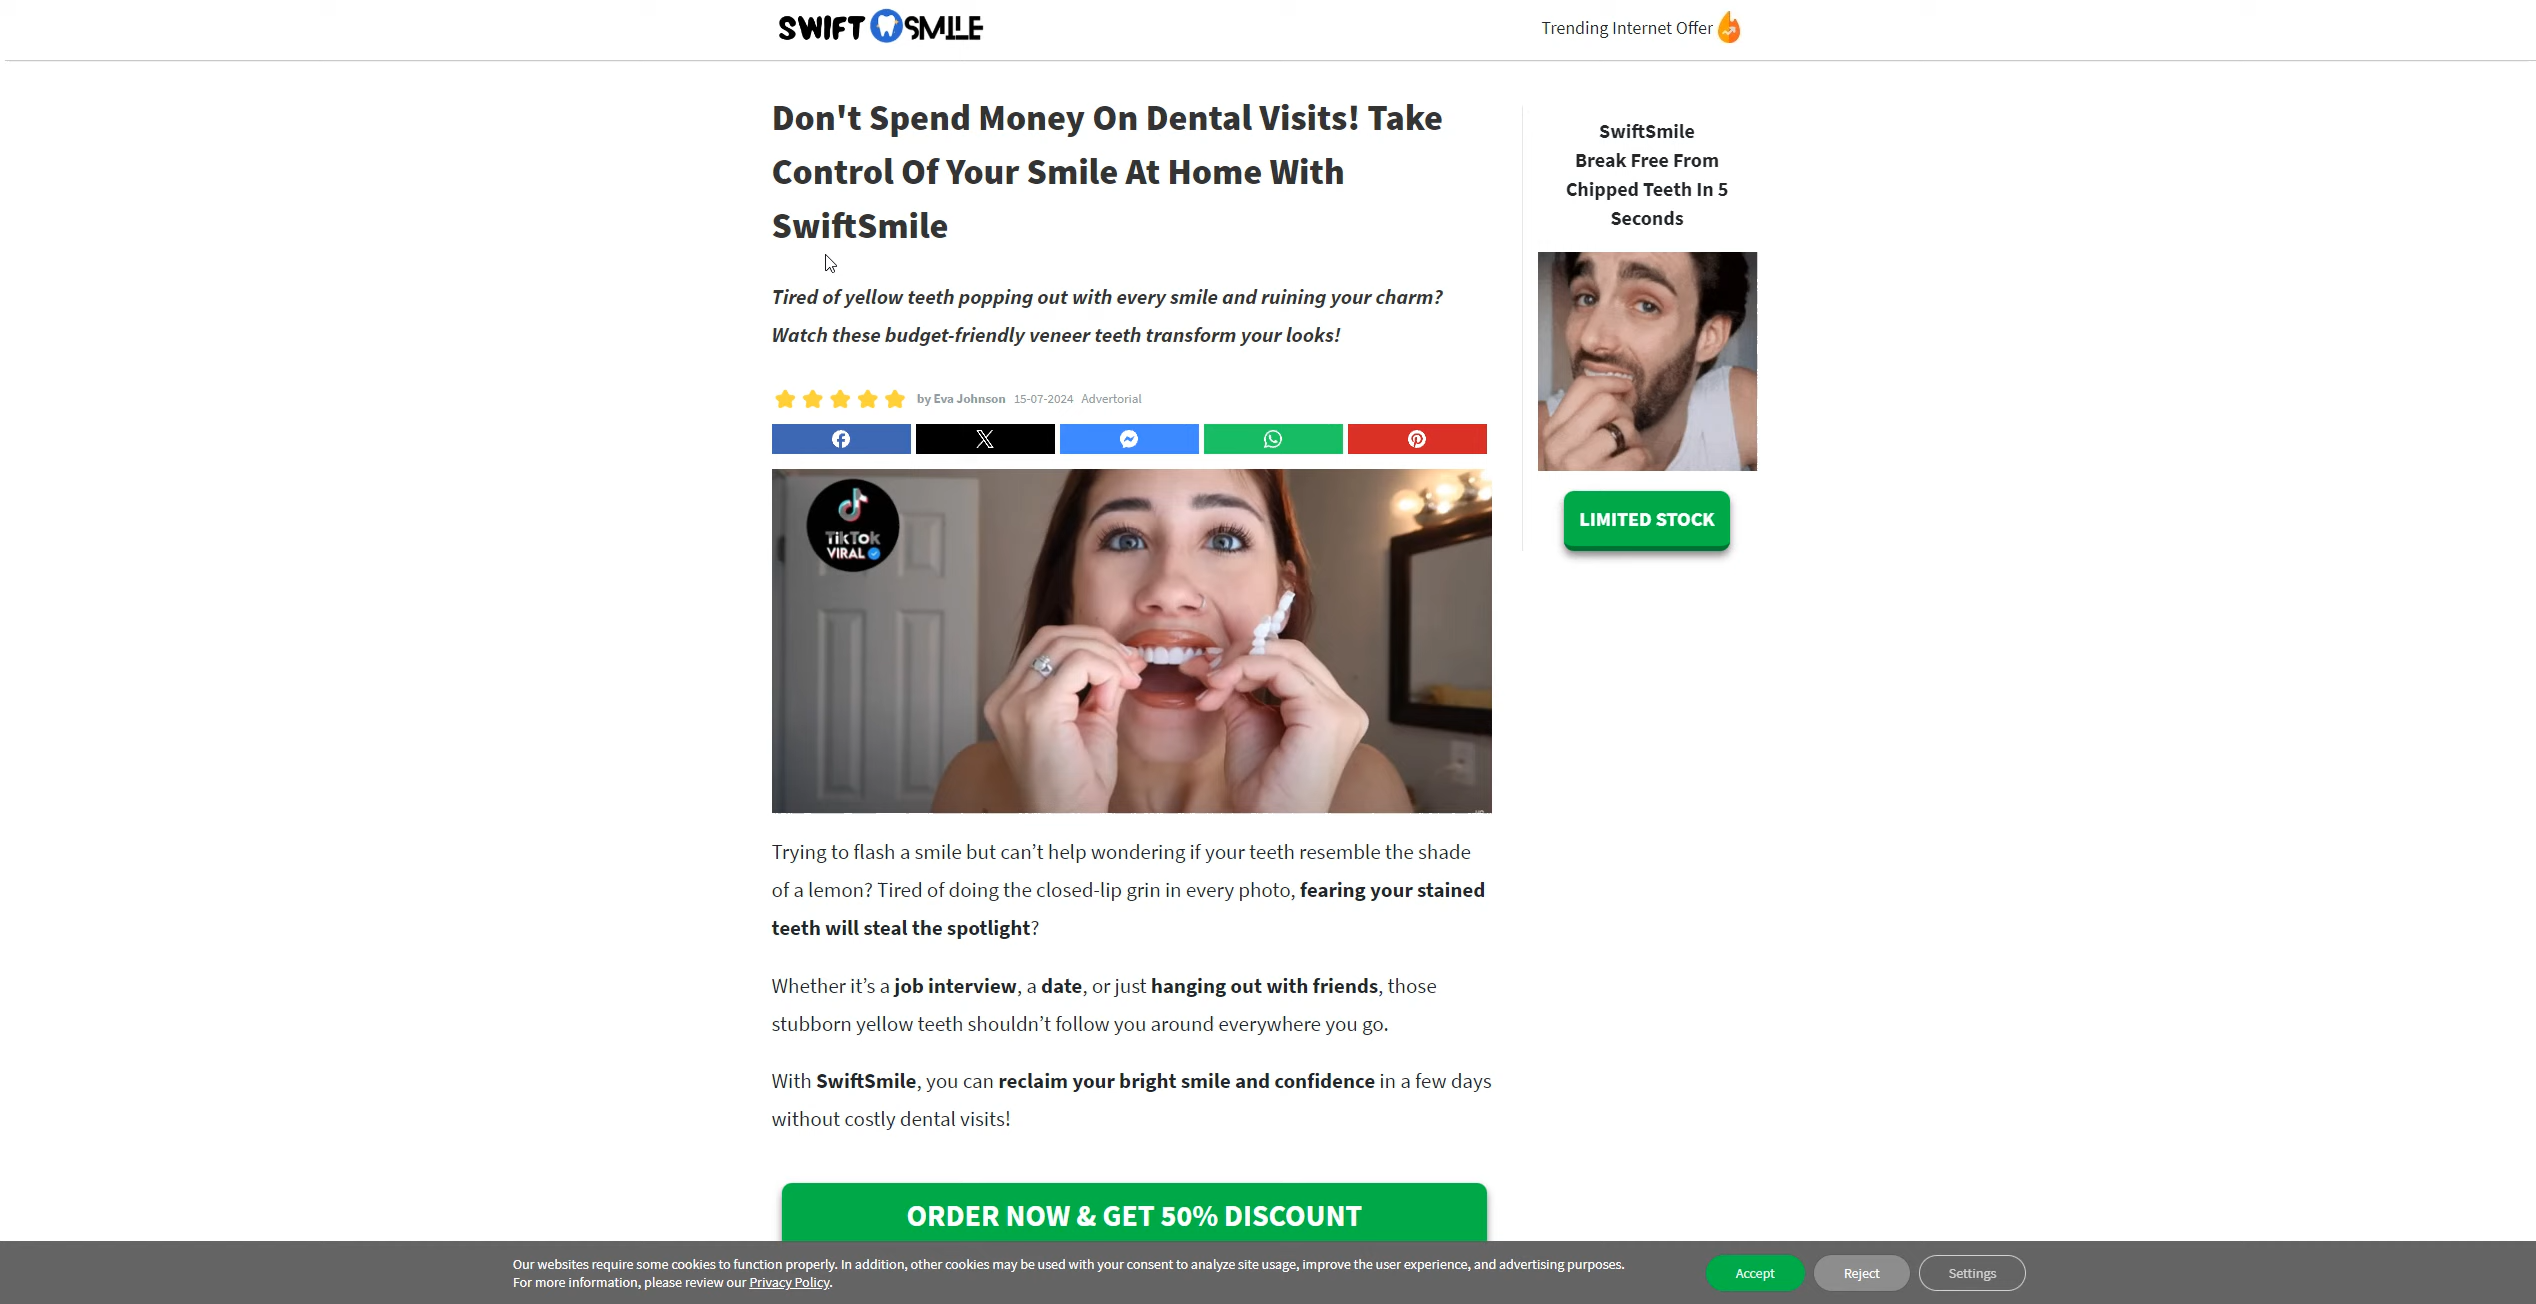 SWIFT SMILE
Trending Internet Offer
Don't Spend Money On Dental Visits! Take
Control Of Your Smile At Home With
SwiftSmile
Tired of yellow teeth popping out with every smile and ruining your charm?
Watch these budget-friendly veneer teeth transform your looks!
by Eva Johnson 15-07-2024 Advertorial
TikTok
VIRAL
Trying to flash a smile but can’t help wondering if your teeth resemble the shade
of a lemon? Tired of doing the closed-lip grin in every photo, fearing your stained
teeth will steal the spotlight?
Whether it’s a job interview, a date, or just hanging out with friends, those
stubborn yellow teeth shouldn’t follow you around everywhere you go.
With SwiftSmile, you can reclaim your bright smile and confidence in a few days
without costly dental visits!
ORDER NOW & GET 50% DISCOUNT
SwiftSmile
Break Free From
Chipped Teeth In 5
Seconds
LIMITED STOCK
Our websites require some cookies to function properly. In addition, other cookies may be used with your consent to analyze site usage, improve the user experience, and advertising purposes.
For more information, please review our Privacy Policy.
Accept
Reject
Settings